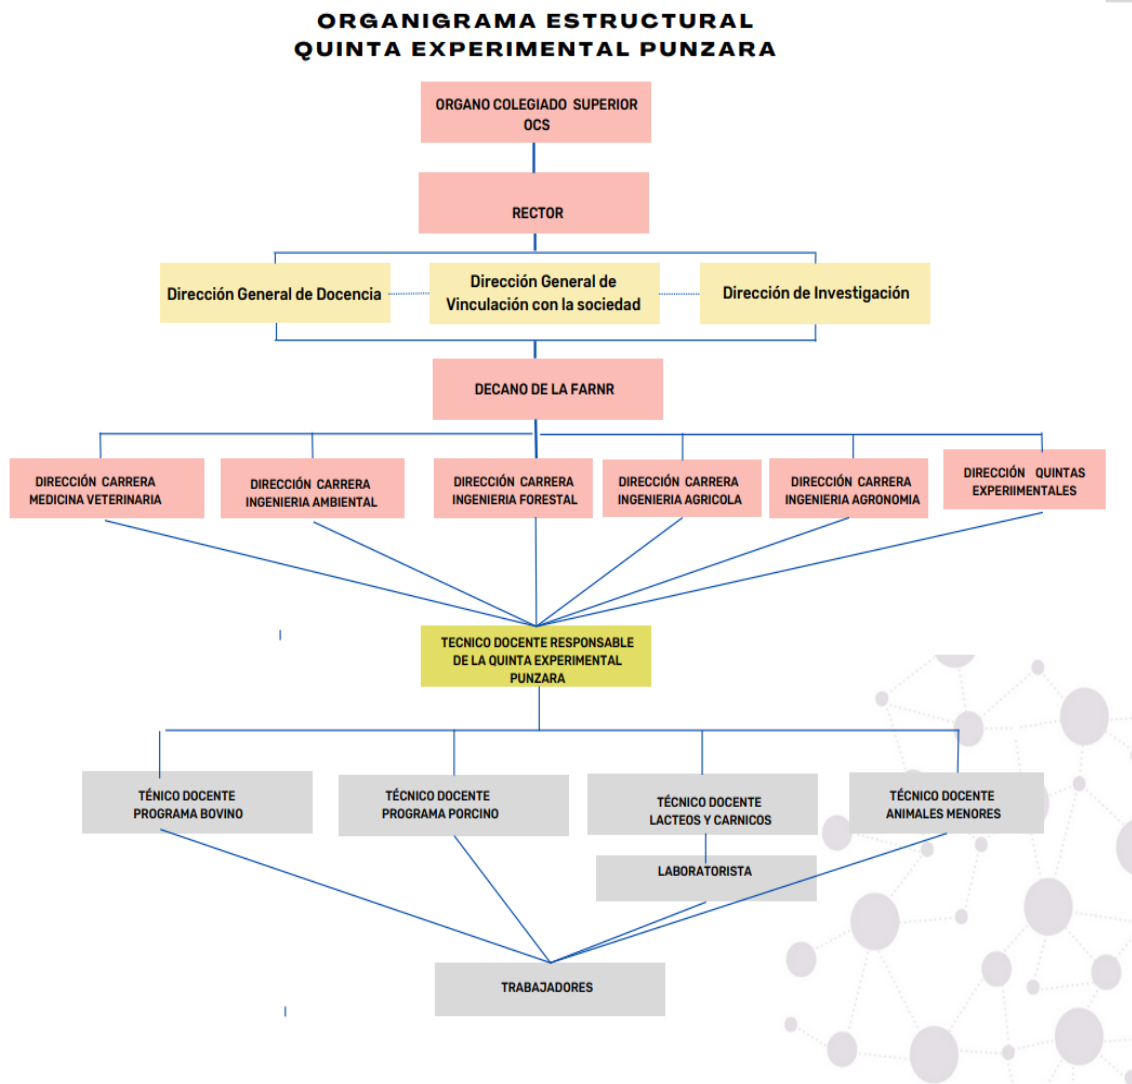 ORGANIGRAMA ESTRUCTURAL
QUINTA EXPERIMENTAL PUNZARA
ORGANO COLEGIADO SUPERIOR
OCS
RECTOR
Dirección General de Docencia
Dirección General de
Vinculación con la sociedad
Dirección de Investigación
DECANO DE LA FARNR
DIRECCIÓN CARRERA
MEDICINA VETERINARIA
DIRECCIÓN CARRERA
INGENIERIA AMBIENTAL
DIRECCIÓN CARRERA
INGENIERIA FORESTAL
DIRECCIÓN CARRERA
INGENIERIA AGRICOLA
DIRECCIÓN CARRERA
INGENIERIA AGRONOMIA
DIRECCIÓN QUINTAS
EXPERIIMENTALES
TECNICO DOCENTE RESPONSABLE
DE LA QUINTA EXPERIMENTAL
PUNZARA
TÉNICO DOCENTE
PROGRAMA BOVINO
TÉCNICO DOCENTE
PROGRAMA PORCINO
TÉCNICO DOCENTE
LACTEOS Y CARNICOS
TÉCNICO DOCENTE
ANIMALES MENORES
LABORATORISTA
TRABAJADORES